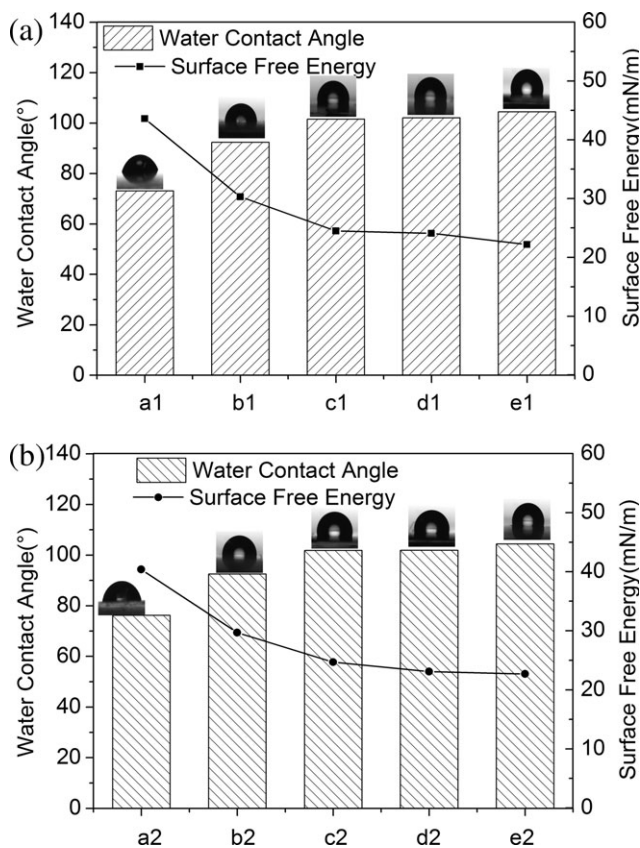 (a)
Water Contact Angle
Surface Free Energy
Water Contact Angle(°)
140
120
100
80
60
40
20
0
Surface Free Energy(mN/m)
60
50
40
30
20
10
0
a1 b1 c1 d1 e1
(b)
Water Contact Angle
Surface Free Energy
Water Contact Angle(°)
140
120
100
80
60
40
20
0
Surface Free Energy(mN/m)
60
50
40
30
20
10
0
a2 b2 c2 d2 e2